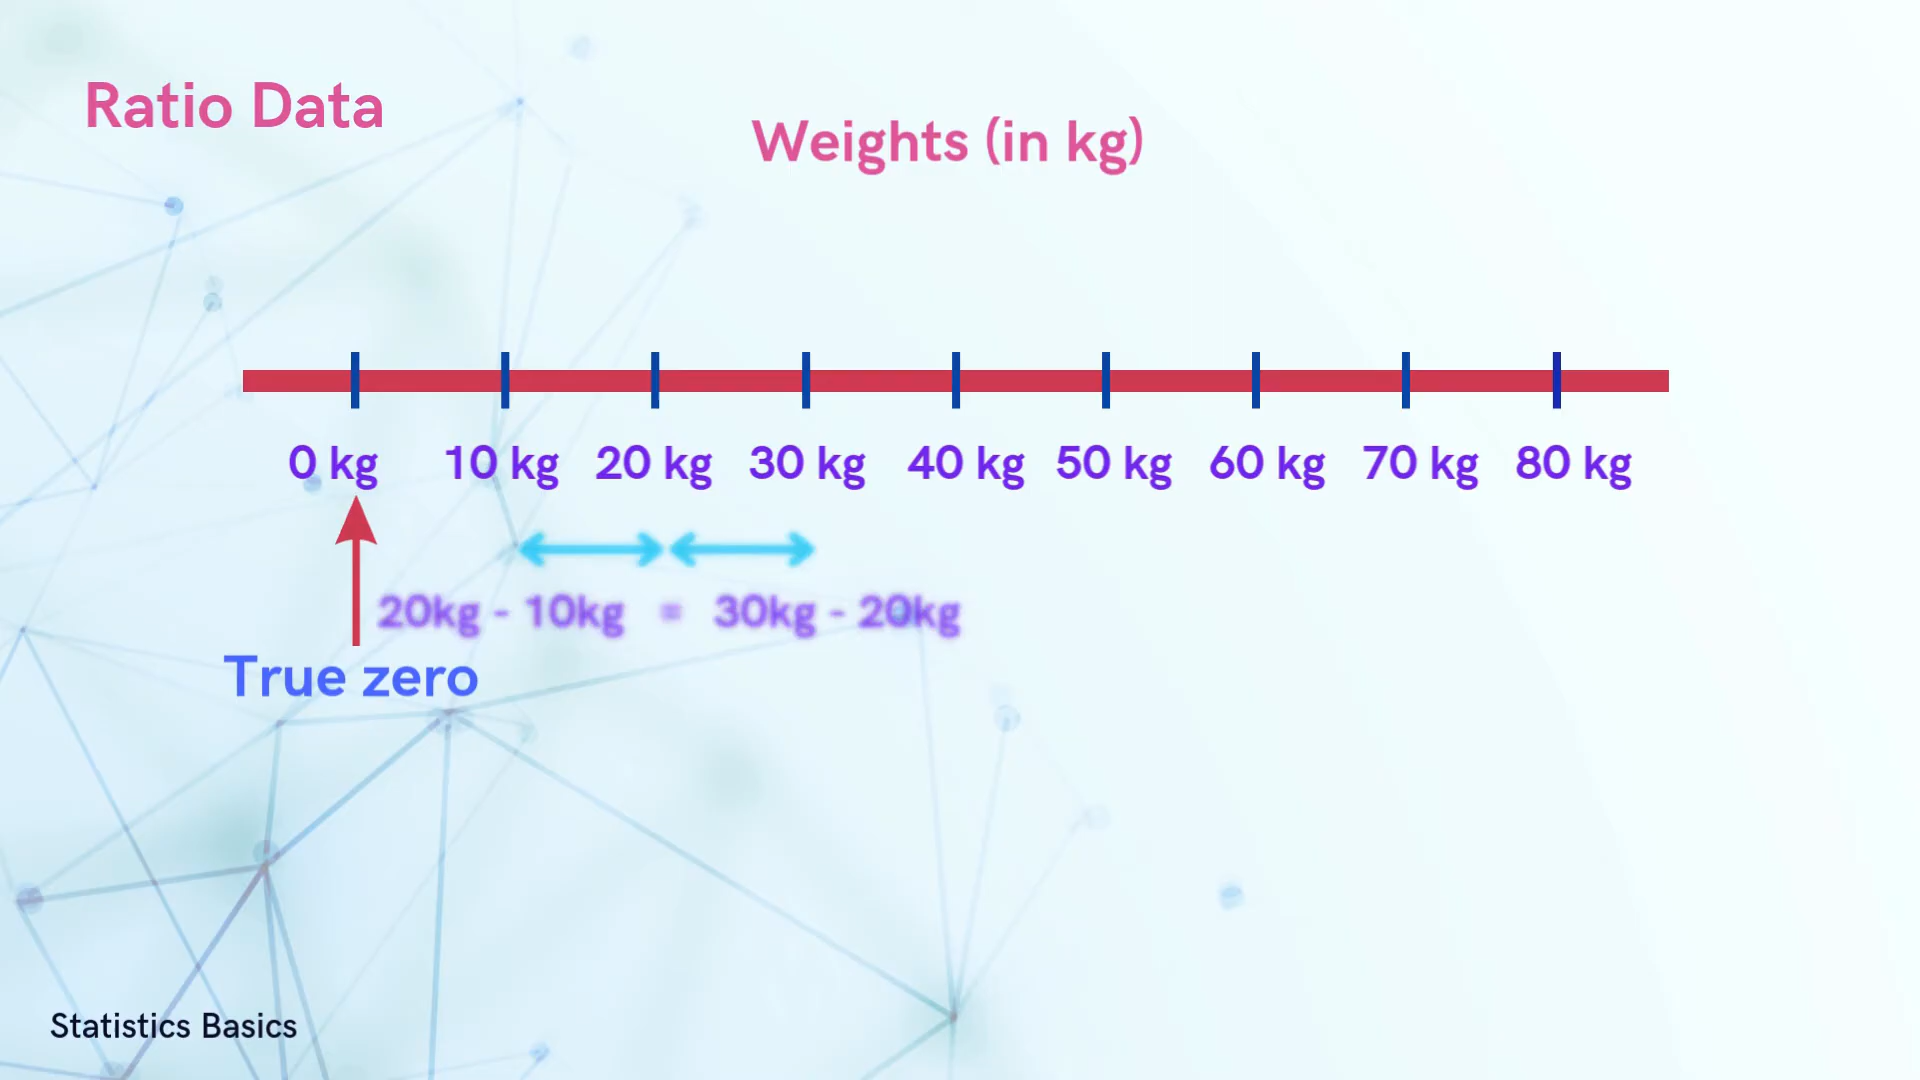 Ratio Data
Weights (in kg)
0 kg 10 kg 20 kg 30 kg 40 kg 50 kg 60 kg 70 kg 80 kg
20kg - 10kg = 30kg - 20kg
True zero
Statistics Basics